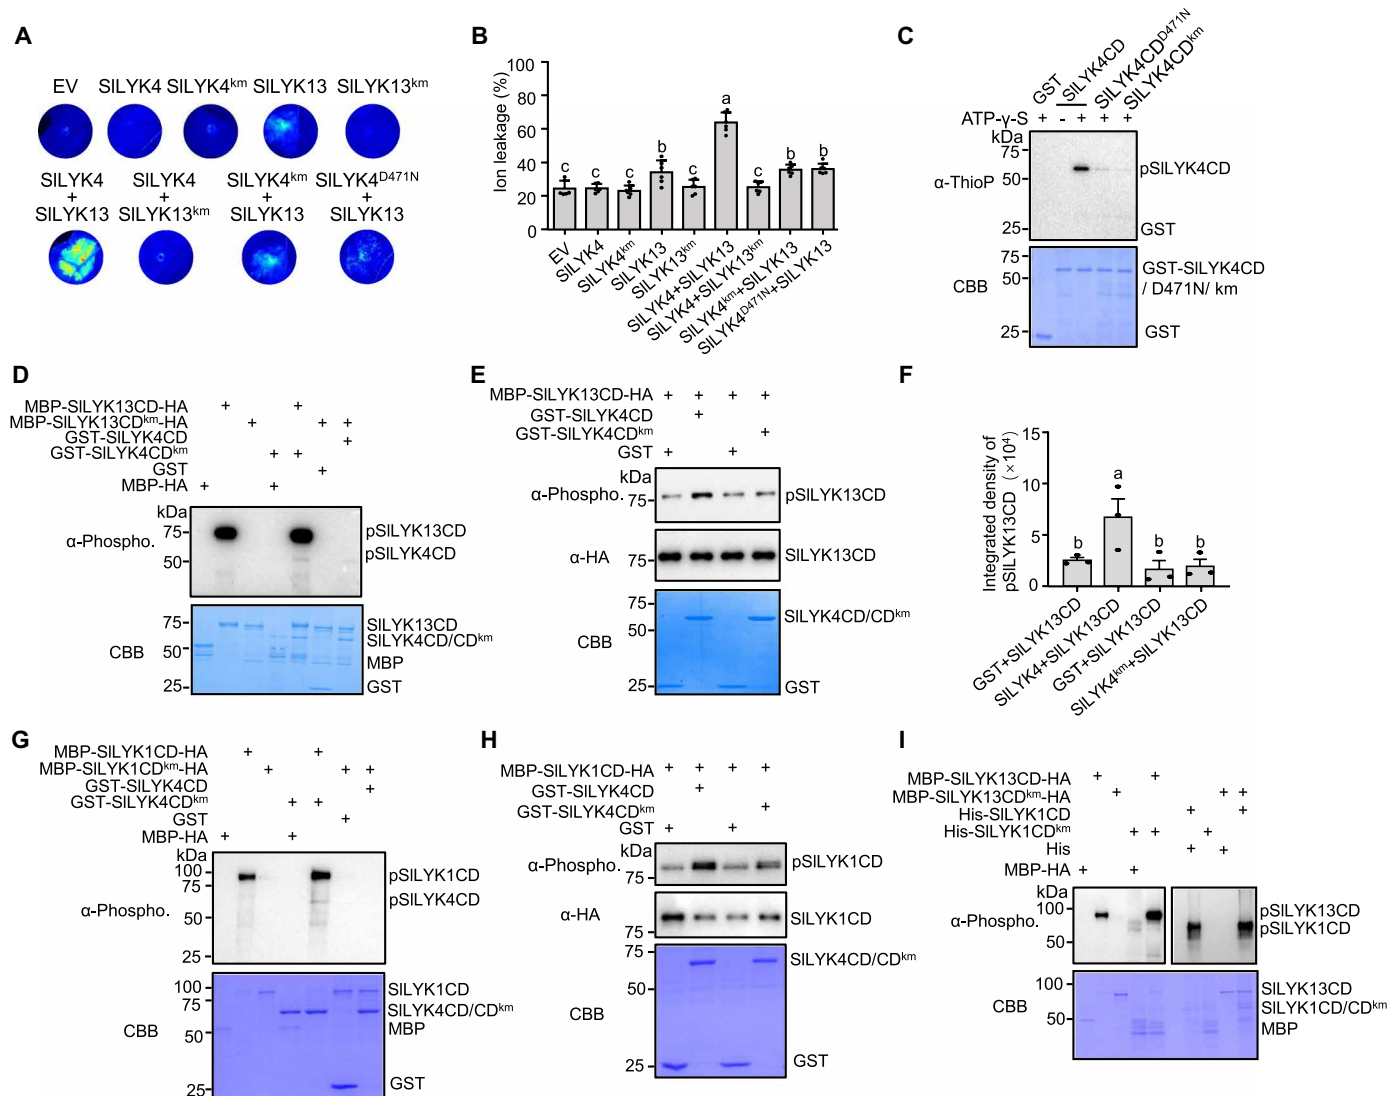 A
EV SlLYK4 SlLYK4km SlLYK13 SlLYK13km
SlLYK4 SlLYK4 SlLYK4km SlLYK4D471N
+ + + +
SlLYK13 SlLYK13km SlLYK13 SlLYK13
B
Ion leakage (%)
100
80
60
40
20
0
c c c b c a c b b
EV
SlLYK4
SlLYK4km
SlLYK13
SlLYK13km
SlLYK4+SlLYK13
SlLYK4+SlLYK13km
SlLYK4km+SlLYK13
SlLYK4D471N+SlLYK13
C
GST
SlLYK4CD
SlLYK4CDD471N
SlLYK4CDkm
ATP-γ-S + - + + +
kDa
75
α-ThioP pSlLYK4CD
50
25 GST
75
50 GST-SlLYK4CD
CBB / D471N/ km
25 GST
D
MBP-SlLYK13CD-HA + +
MBP-SlLYK13CDkm-HA + + +
GST-SlLYK4CD +
GST-SlLYK4CDkm + +
GST +
MBP-HA + +
kDa
75 pSlLYK13CD
α-Phospho.
50 pSlLYK4CD
75 SlLYK13CD
SlLYK4CD/CDkm
CBB 50 MBP
25 GST
E
MBP-SlLYK13CD-HA + + + +
GST-SlLYK4CD +
GST-SlLYK4CDkm +
GST + +
kDa
α-Phospho. 75 pSlLYK13CD
α-HA 75 SlLYK13CD
75 SlLYK4CD/CDkm
50
CBB
25 GST
F
Integrated density of
pSlLYK13CD (×10⁴)
15
10
5
0
b a b b
GST+SlLYK13CD
SlLYK4+SlLYK13CD
GST+SlLYK13CD
SlLYK4km+SlLYK13CD
G
MBP-SlLYK1CD-HA + +
MBP-SlLYK1CDkm-HA + + +
GST-SlLYK4CD +
GST-SlLYK4CDkm + +
GST +
MBP-HA + +
kDa
100 pSlLYK1CD
75
pSlLYK4CD
α-Phospho. 50
25
100 SlLYK1CD
75 SlLYK4CD/CDkm
CBB 50 MBP
25 GST
H
MBP-SlLYK1CD-HA + + + +
GST-SlLYK4CD +
GST-SlLYK4CDkm +
GST + +
kDa
α-Phospho. pSlLYK1CD
75
α-HA SlLYK1CD
75
75 SlLYK4CD/CDkm
50
CBB
25 GST
I
MBP-SlLYK13CD-HA + +
MBP-SlLYK13CDkm-HA + + +
His-SlLYK1CD + +
His-SlLYK1CDkm + + +
His + +
MBP-HA + +
kDa
100 pSlLYK13CD
α-Phospho. pSlLYK1CD
50
100 SlLYK13CD
CBB SlLYK1CD/CDkm
50 MBP